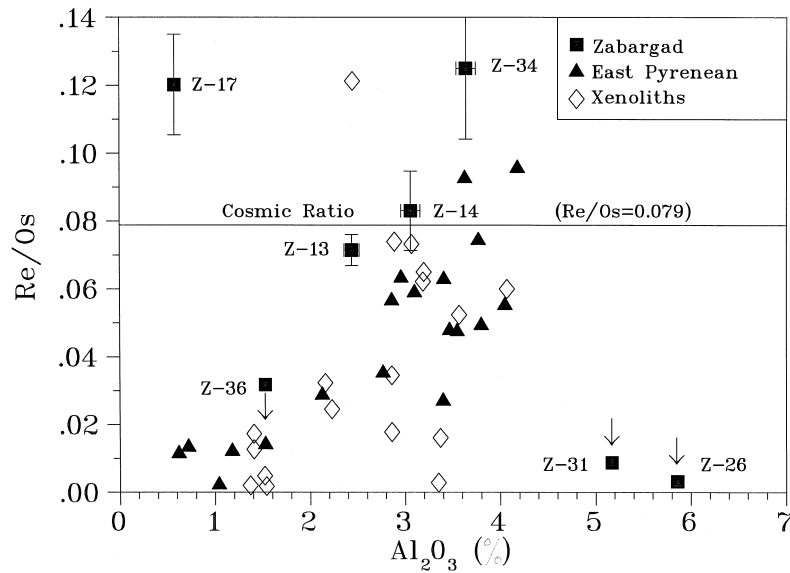 .14
.12
.10
.08
.06
.04
.02
.00
Re/Os
Zabargad
East Pyrenean
Xenoliths
Z-17
Z-34
Cosmic Ratio
Z-14
(Re/Os=0.079)
Z-13
Z-36
Z-31
Z-26
0 1 2 3 4 5 6 7
Al₂O₃ (%)